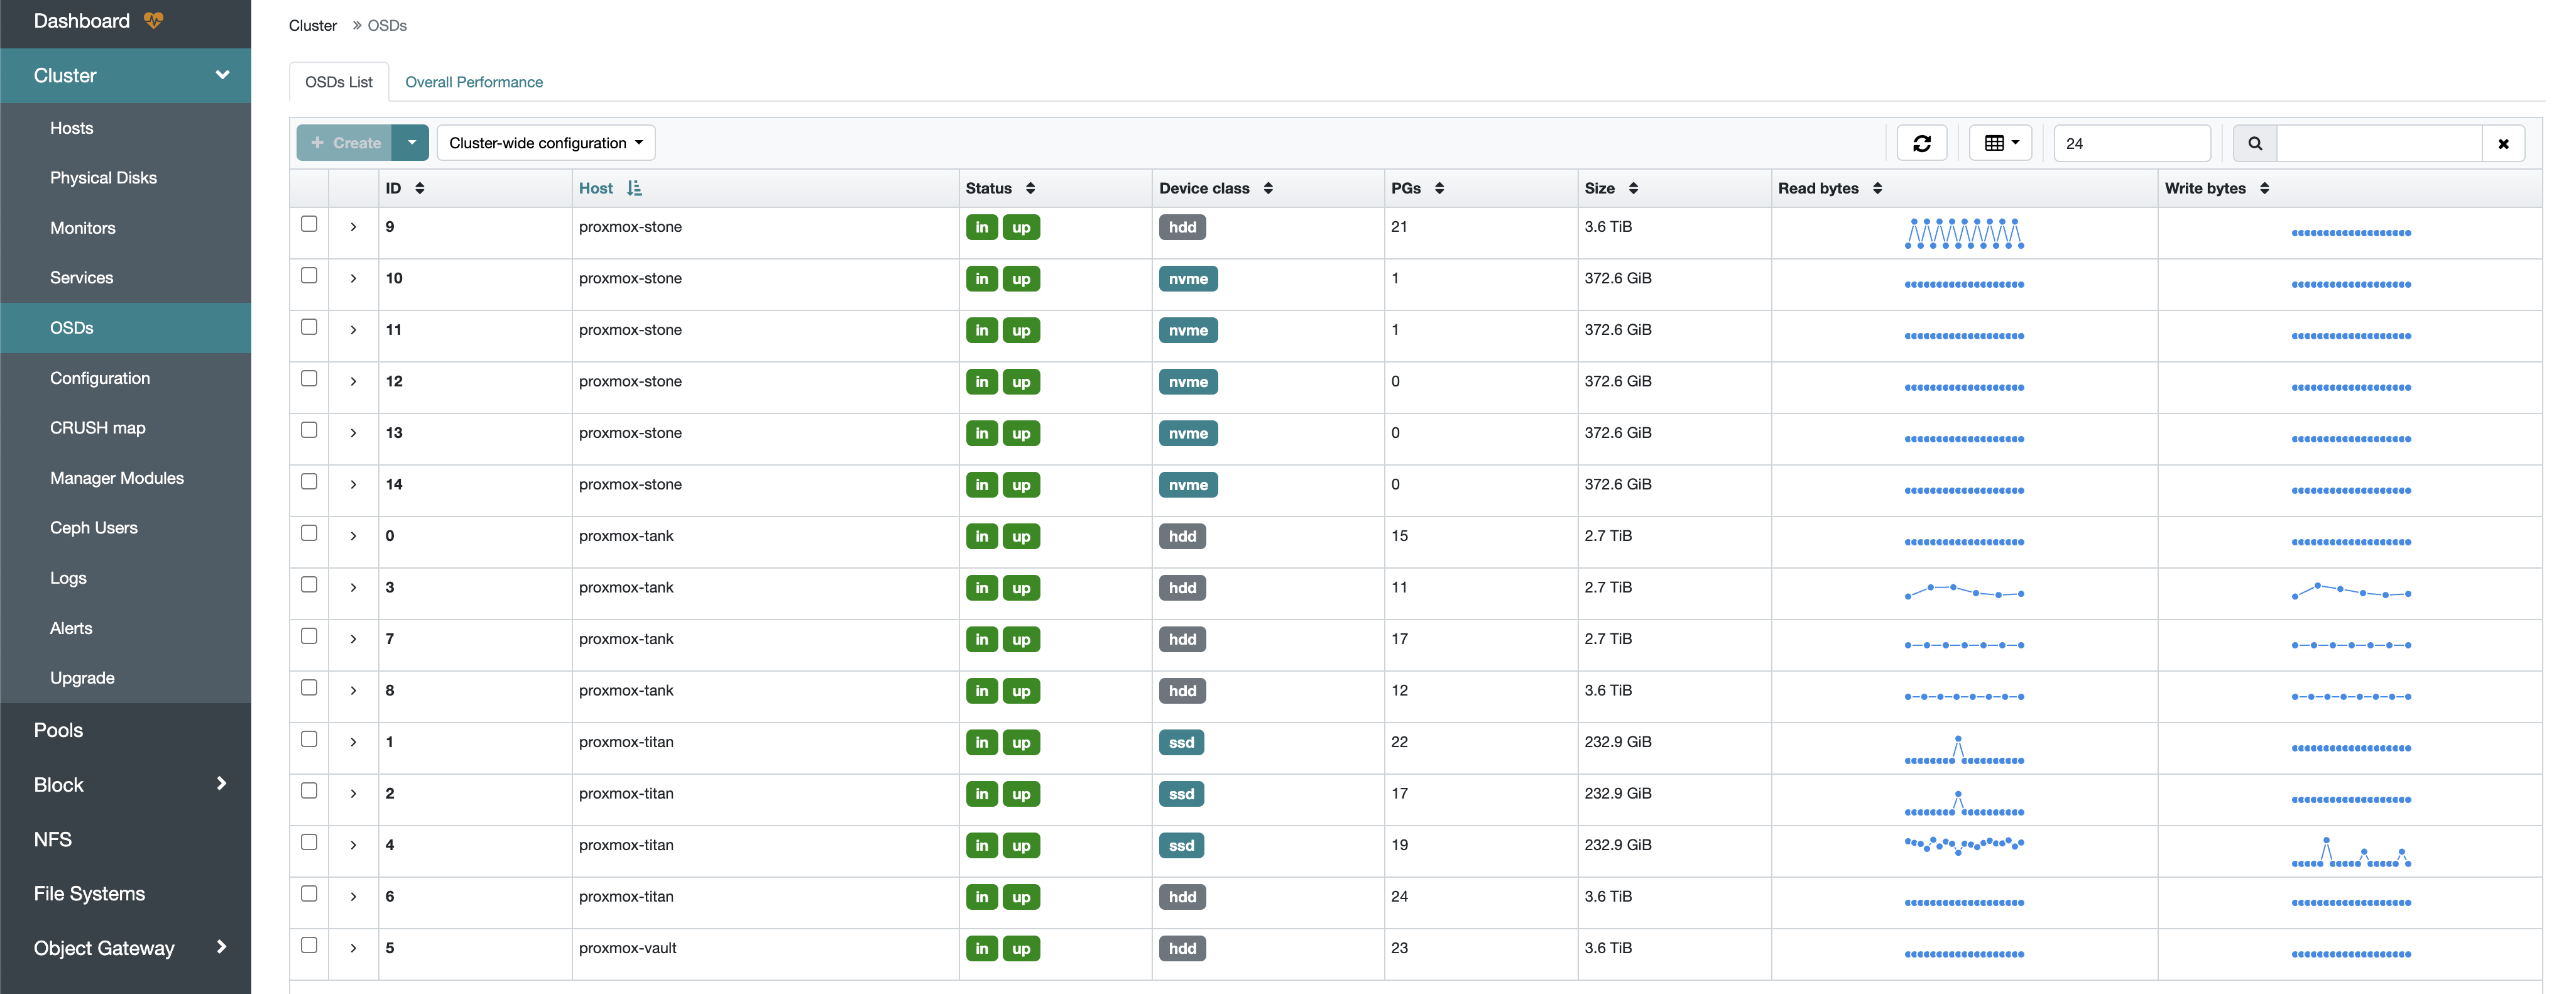 Dashboard
Cluster
Hosts
Physical Disks
Monitors
Services
OSDs
Configuration
CRUSH map
Manager Modules
Ceph Users
Logs
Alerts
Upgrade
Pools
Block
NFS
File Systems
Object Gateway
Cluster » OSDs
OSDs List Overall Performance
+ Create Cluster-wide configuration 24
ID Host Status Device class PGs Size Read bytes Write bytes
9 proxmox-stone in up hdd 21 3.6 TiB
10 proxmox-stone in up nvme 1 372.6 GiB
11 proxmox-stone in up nvme 1 372.6 GiB
12 proxmox-stone in up nvme 0 372.6 GiB
13 proxmox-stone in up nvme 0 372.6 GiB
14 proxmox-stone in up nvme 0 372.6 GiB
0 proxmox-tank in up hdd 15 2.7 TiB
3 proxmox-tank in up hdd 11 2.7 TiB
7 proxmox-tank in up hdd 17 2.7 TiB
8 proxmox-tank in up hdd 12 3.6 TiB
1 proxmox-titan in up ssd 22 232.9 GiB
2 proxmox-titan in up ssd 17 232.9 GiB
4 proxmox-titan in up ssd 19 232.9 GiB
6 proxmox-titan in up hdd 24 3.6 TiB
5 proxmox-vault in up hdd 23 3.6 TiB